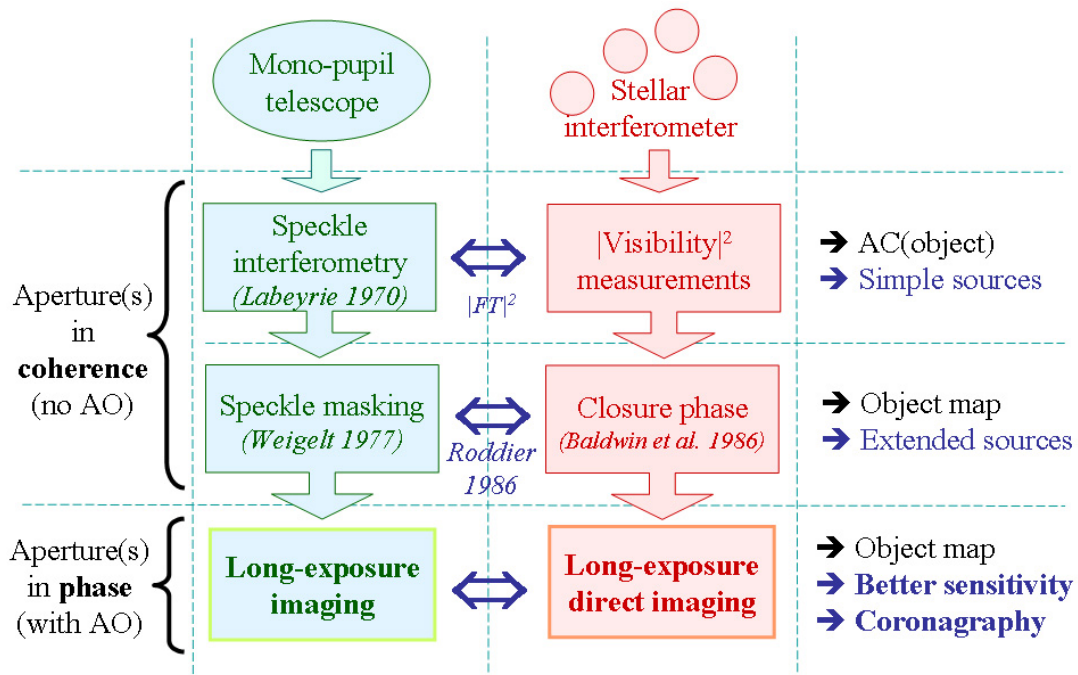 Mono-pupil
telescope
Stellar
interferometer
Aperture(s)
in
coherence
(no AO)
Speckle
interferometry
(Labeyrie 1970)
|FT|²
|Visibility|²
measurements
➔ AC(object)
➔ Simple sources
Speckle masking
(Weigelt 1977)
Roddier
1986
Closure phase
(Baldwin et al. 1986)
➔ Object map
➔ Extended sources
Aperture(s)
in phase
(with AO)
Long-exposure
imaging
Long-exposure
direct imaging
➔ Object map
➔ Better sensitivity
➔ Coronagraphy